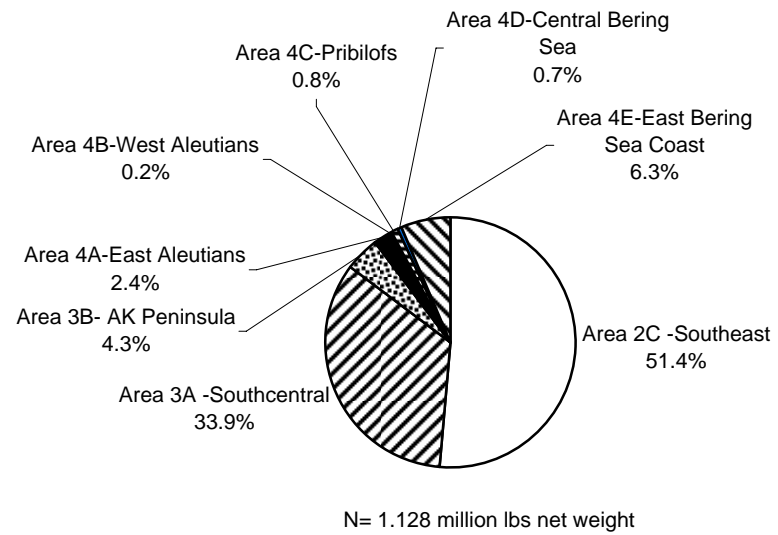 Area 4D-Central Bering
Sea
0.7%
Area 4C-Pribilofs
0.8%
Area 4E-East Bering
Sea Coast
6.3%
Area 4B-West Aleutians
0.2%
Area 4A-East Aleutians
2.4%
Area 3B- AK Peninsula
4.3%
Area 2C -Southeast
51.4%
Area 3A -Southcentral
33.9%
N= 1.128 million lbs net weight